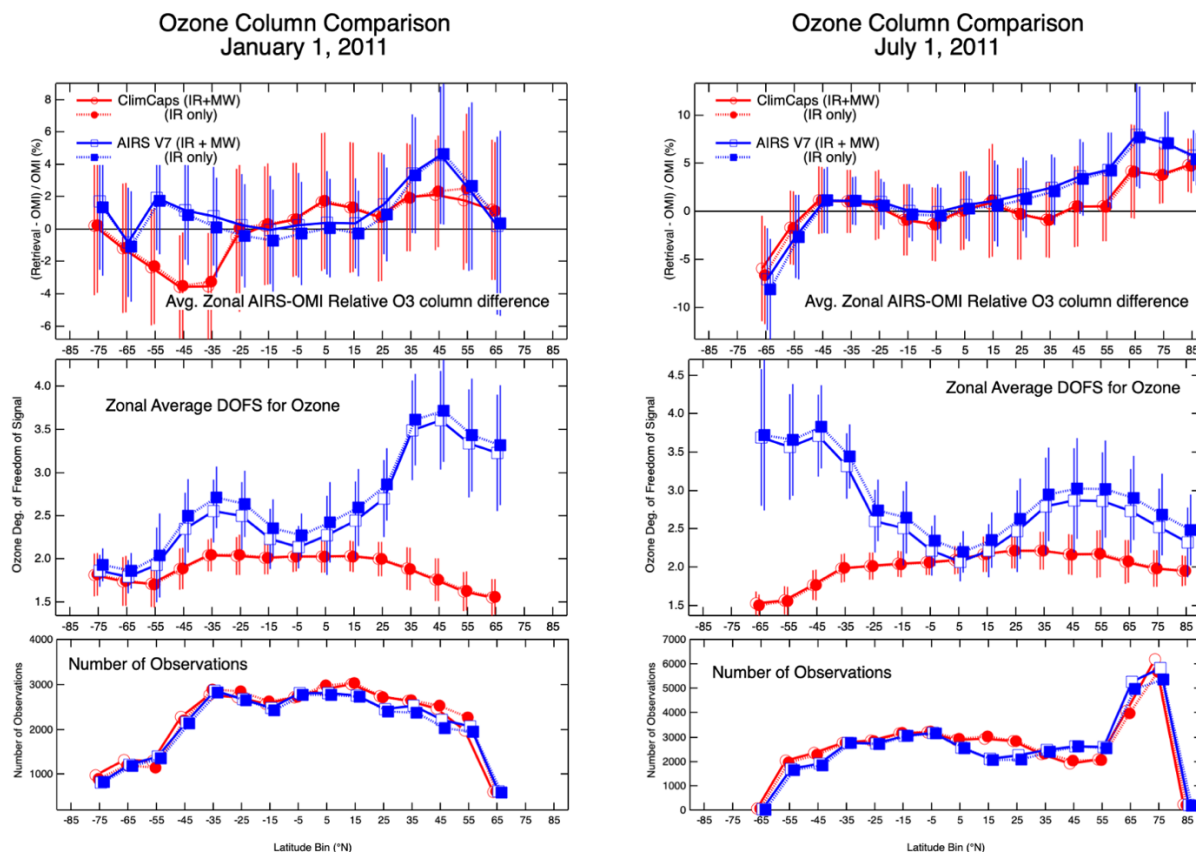 Ozone Column Comparison
January 1, 2011
ClimCaps (IR+MW)
(IR only)
AIRS V7 (IR + MW)
(IR only)
(Retrieval - OMI) / OMI (%)
8
6
4
2
0
-2
-4
-6
Avg. Zonal AIRS-OMI Relative O3 column difference
-85 -75 -65 -55 -45 -35 -25 -15 -5 5 15 25 35 45 55 65 75 85
Zonal Average DOFS for Ozone
Ozone Deg. of Freedom of Signal
4.0
3.5
3.0
2.5
2.0
1.5
-85 -75 -65 -55 -45 -35 -25 -15 -5 5 15 25 35 45 55 65 75 85
Number of Observations
Number of Observations
4000
3000
2000
1000
-85 -75 -65 -55 -45 -35 -25 -15 -5 5 15 25 35 45 55 65 75 85
Latitude Bin (°N)
Ozone Column Comparison
July 1, 2011
ClimCaps (IR+MW)
(IR only)
AIRS V7 (IR + MW)
(IR only)
(Retrieval - OMI) / OMI (%)
10
5
0
-5
-10
Avg. Zonal AIRS-OMI Relative O3 column difference
-85 -75 -65 -55 -45 -35 -25 -15 -5 5 15 25 35 45 55 65 75 85
Zonal Average DOFS for Ozone
Ozone Deg. of Freedom of Signal
4.5
4.0
3.5
3.0
2.5
2.0
1.5
-85 -75 -65 -55 -45 -35 -25 -15 -5 5 15 25 35 45 55 65 75 85
Number of Observations
Number of Observations
7000
6000
5000
4000
3000
2000
1000
0
-85 -75 -65 -55 -45 -35 -25 -15 -5 5 15 25 35 45 55 65 75 85
Latitude Bin (°N)